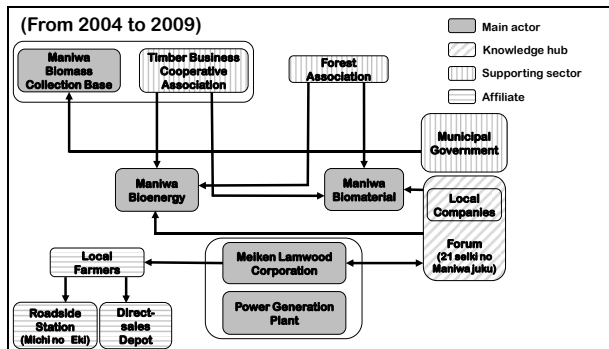 (From 2004 to 2009)
Main actor
Knowledge hub
Supporting sector
Affiliate
Maniwa
Biomass
Collection Base
Timber Business
Cooperative
Association
Forest
Association
Municipal
Government
Maniwa
Bioenergy
Maniwa
Biomaterial
Local
Companies
Forum
(21 seiki no
Maniwa juku)
Local
Farmers
Meiken Lamwood
Corporation
Power Generation
Plant
Roadside
Station
(Michi no Eki)
Direct-
sales
Depot